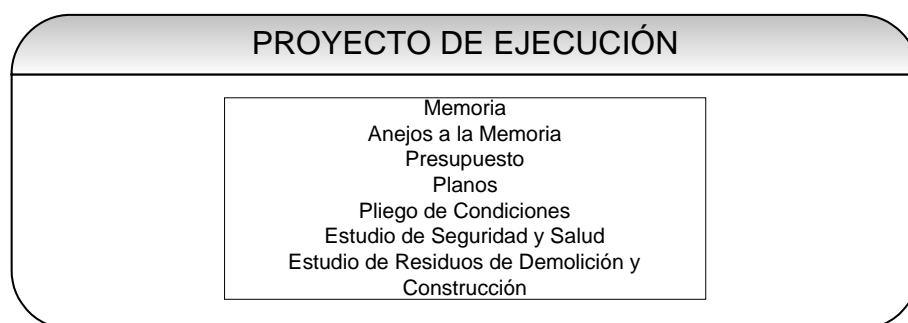 PROYECTO DE EJECUCIÓN
Memoria
Anejos a la Memoria
Presupuesto
Planos
Pliego de Condiciones
Estudio de Seguridad y Salud
Estudio de Residuos de Demolición y
Construcción